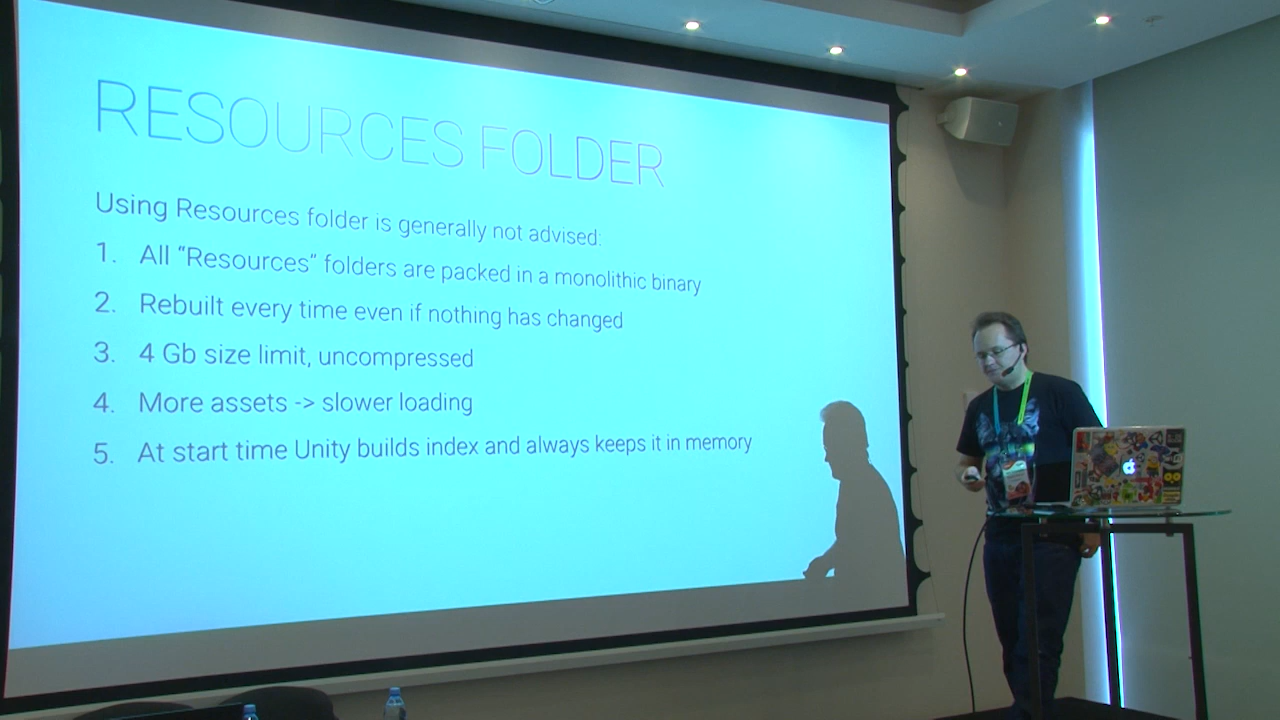 RESOURCES FOLDER
Using Resources folder is generally not advised:
1. All “Resources” folders are packed in a monolithic binary
2. Rebuilt every time even if nothing has changed
3. 4 Gb size limit, uncompressed
4. More assets -> slower loading
5. At start time Unity builds index and always keeps it in memory